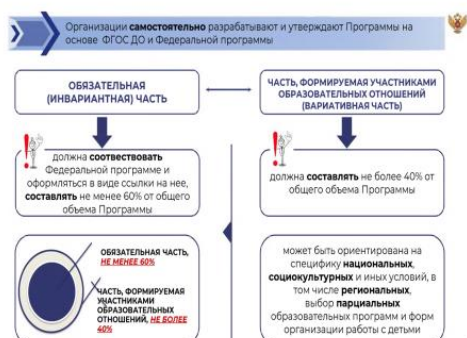 Организации самостоятельно разрабатывают и утверждают Программы на
основе ФГОС ДО и Федеральной программы
ОБЯЗАТЕЛЬНАЯ
(ИНВАРИАНТНАЯ) ЧАСТЬ
ЧАСТЬ, ФОРМИРУЕМАЯ УЧАСТНИКАМИ
ОБРАЗОВАТЕЛЬНЫХ ОТНОШЕНИЙ
(ВАРИАТИВНАЯ ЧАСТЬ)
должна соотвествовать
Федеральной программе и
оформляться в виде ссылки на нее,
составлять не менее 60% от общего
объема Программы
должна составлять не более 40% от
общего объема Программы
ОБЯЗАТЕЛЬНАЯ ЧАСТЬ,
НЕ МЕНЕЕ 60%
ЧАСТЬ, ФОРМИРУЕМАЯ
УЧАСТНИКАМИ
ОБРАЗОВАТЕЛЬНЫХ
ОТНОШЕНИЙ, НЕ БОЛЕЕ
40%
может быть ориентирована на
специфику национальных,
социокультурных и иных условий, в
том числе региональных,
выбор парциальных
образовательных программ и форм
организации работы с детьми